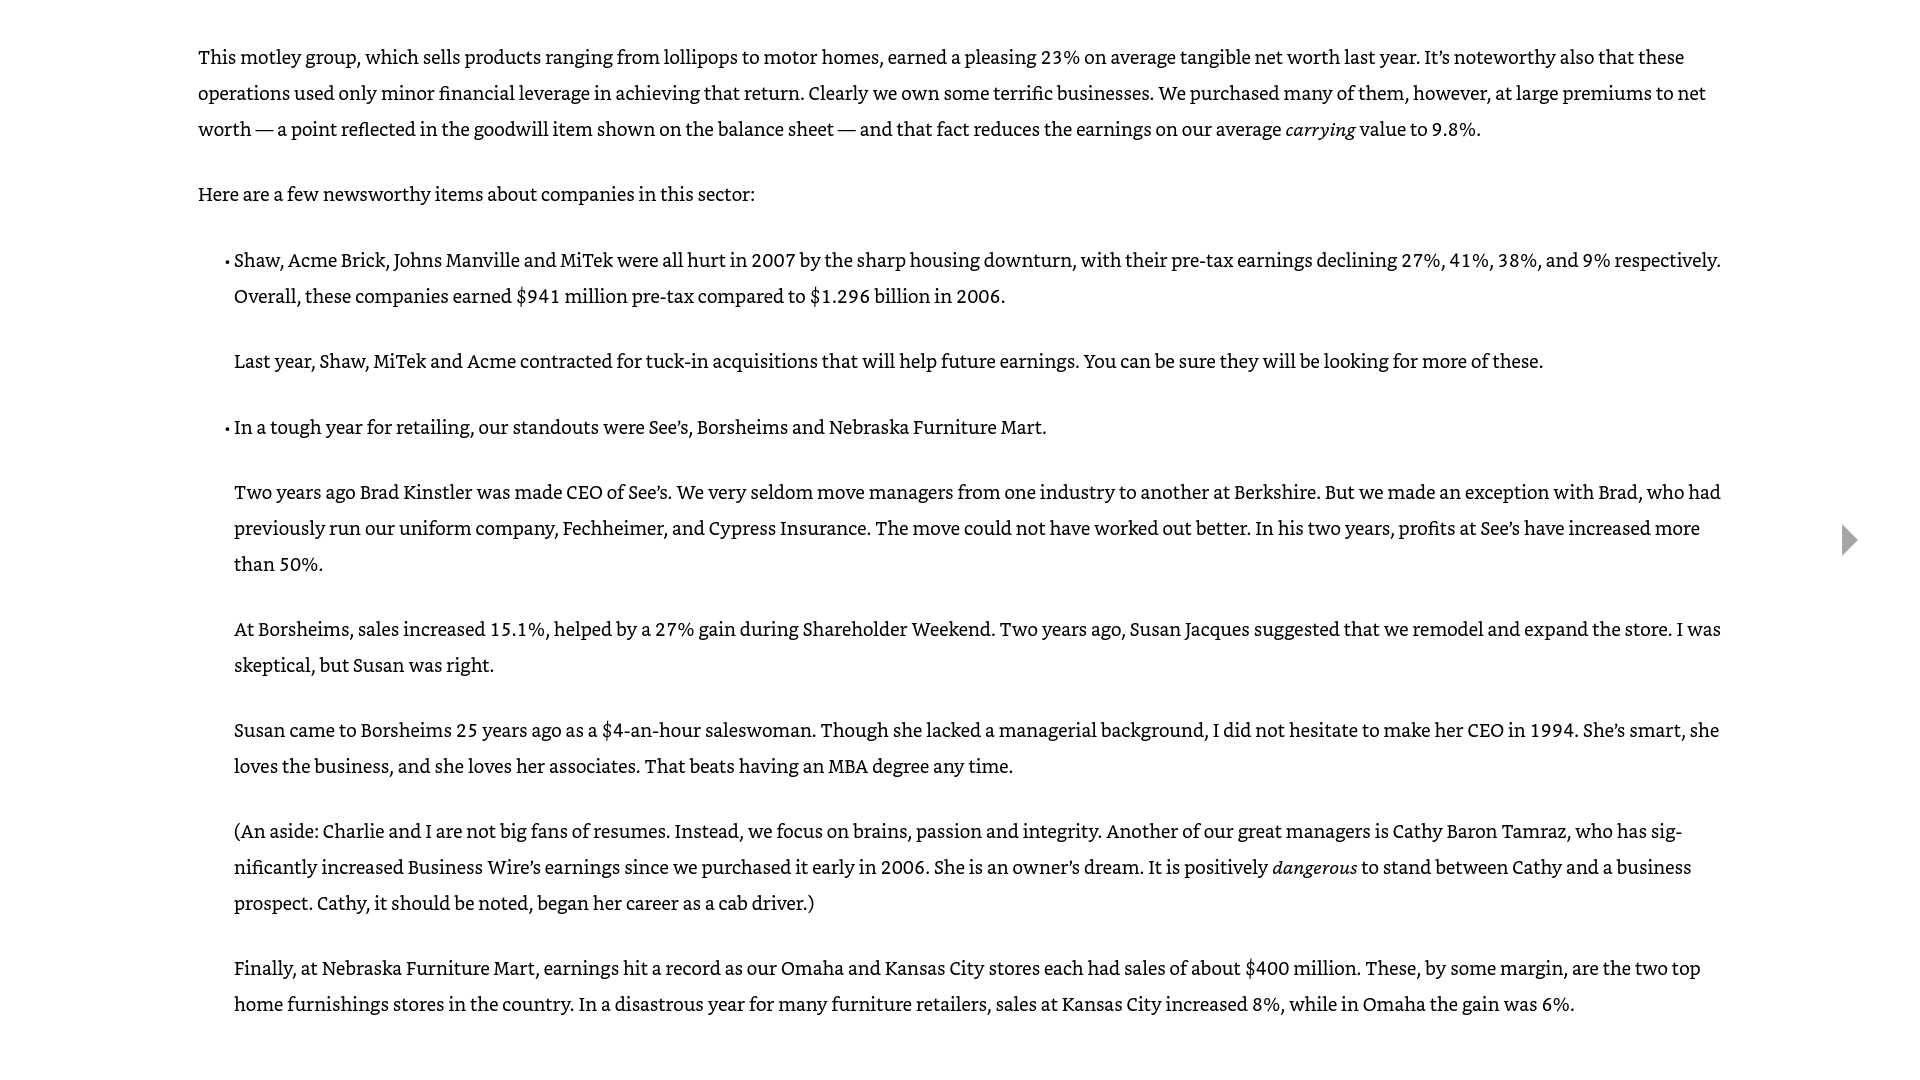 This motley group, which sells products ranging from lollipops to motor homes, earned a pleasing 23% on average tangible net worth last year. It’s noteworthy also that these
operations used only minor financial leverage in achieving that return. Clearly we own some terrific businesses. We purchased many of them, however, at large premiums to net
worth — a point reflected in the goodwill item shown on the balance sheet — and that fact reduces the earnings on our average carrying value to 9.8%.
Here are a few newsworthy items about companies in this sector:
• Shaw, Acme Brick, Johns Manville and MiTek were all hurt in 2007 by the sharp housing downturn, with their pre-tax earnings declining 27%, 41%, 38%, and 9% respectively.
Overall, these companies earned $941 million pre-tax compared to $1.296 billion in 2006.
Last year, Shaw, MiTek and Acme contracted for tuck-in acquisitions that will help future earnings. You can be sure they will be looking for more of these.
• In a tough year for retailing, our standouts were See’s, Borsheims and Nebraska Furniture Mart.
Two years ago Brad Kinstler was made CEO of See’s. We very seldom move managers from one industry to another at Berkshire. But we made an exception with Brad, who had
previously run our uniform company, Fechheimer, and Cypress Insurance. The move could not have worked out better. In his two years, profits at See’s have increased more
than 50%.
At Borsheims, sales increased 15.1%, helped by a 27% gain during Shareholder Weekend. Two years ago, Susan Jacques suggested that we remodel and expand the store. I was
skeptical, but Susan was right.
Susan came to Borsheims 25 years ago as a $4-an-hour saleswoman. Though she lacked a managerial background, I did not hesitate to make her CEO in 1994. She’s smart, she
loves the business, and she loves her associates. That beats having an MBA degree any time.
(An aside: Charlie and I are not big fans of resumes. Instead, we focus on brains, passion and integrity. Another of our great managers is Cathy Baron Tamraz, who has sig-
nificantly increased Business Wire’s earnings since we purchased it early in 2006. She is an owner’s dream. It is positively dangerous to stand between Cathy and a business
prospect. Cathy, it should be noted, began her career as a cab driver.)
Finally, at Nebraska Furniture Mart, earnings hit a record as our Omaha and Kansas City stores each had sales of about $400 million. These, by some margin, are the two top
home furnishings stores in the country. In a disastrous year for many furniture retailers, sales at Kansas City increased 8%, while in Omaha the gain was 6%.